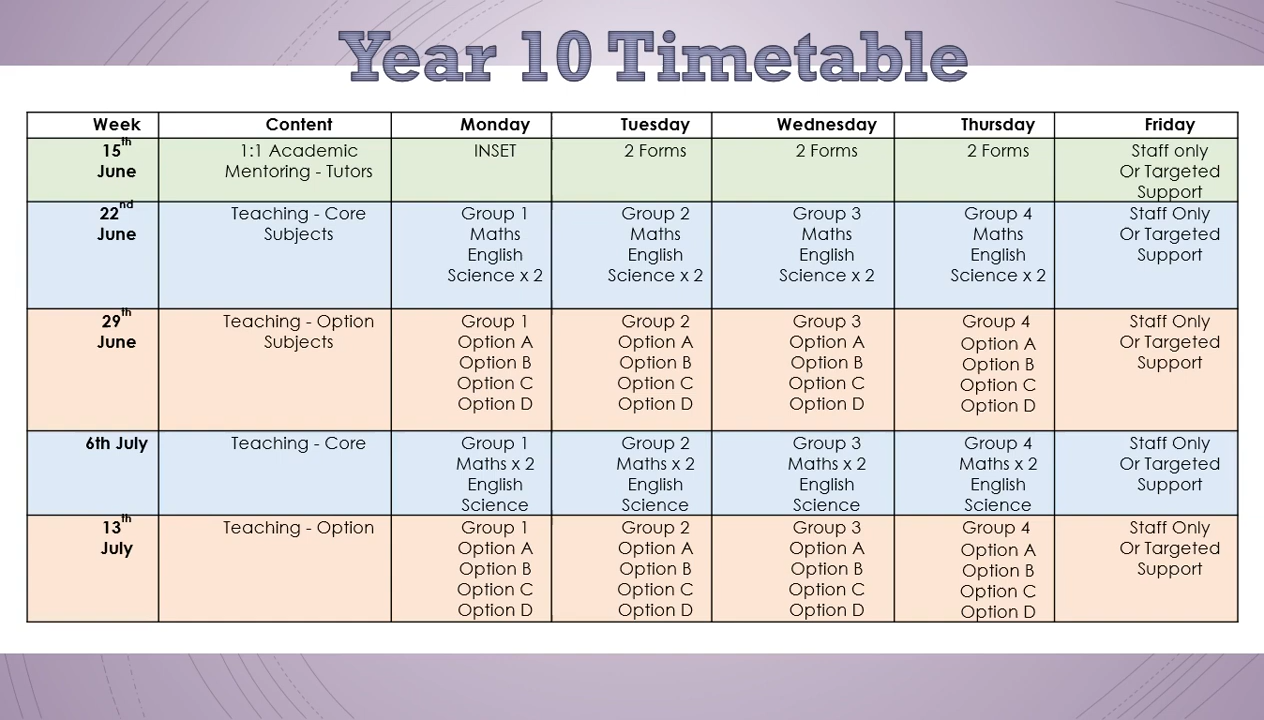 Year 10 Timetable
Week Content Monday Tuesday Wednesday Thursday Friday
15th 1:1 Academic INSET 2 Forms 2 Forms 2 Forms Staff only
June Mentoring - Tutors Or Targeted
Support
22nd Teaching - Core Group 1 Group 2 Group 3 Group 4 Staff Only
June Subjects Maths Maths Maths Maths Or Targeted
English English English English Support
Science x 2 Science x 2 Science x 2 Science x 2
29th Teaching - Option Group 1 Group 2 Group 3 Group 4 Staff Only
June Subjects Option A Option A Option A Option A Or Targeted
Option B Option B Option B Option B Support
Option C Option C Option C Option C
Option D Option D Option D Option D
6th July Teaching - Core Group 1 Group 2 Group 3 Group 4 Staff Only
Maths x 2 Maths x 2 Maths x 2 Maths x 2 Or Targeted
English English English English Support
Science Science Science Science
13th Teaching - Option Group 1 Group 2 Group 3 Group 4 Staff Only
July Option A Option A Option A Option A Or Targeted
Option B Option B Option B Option B Support
Option C Option C Option C Option C
Option D Option D Option D Option D